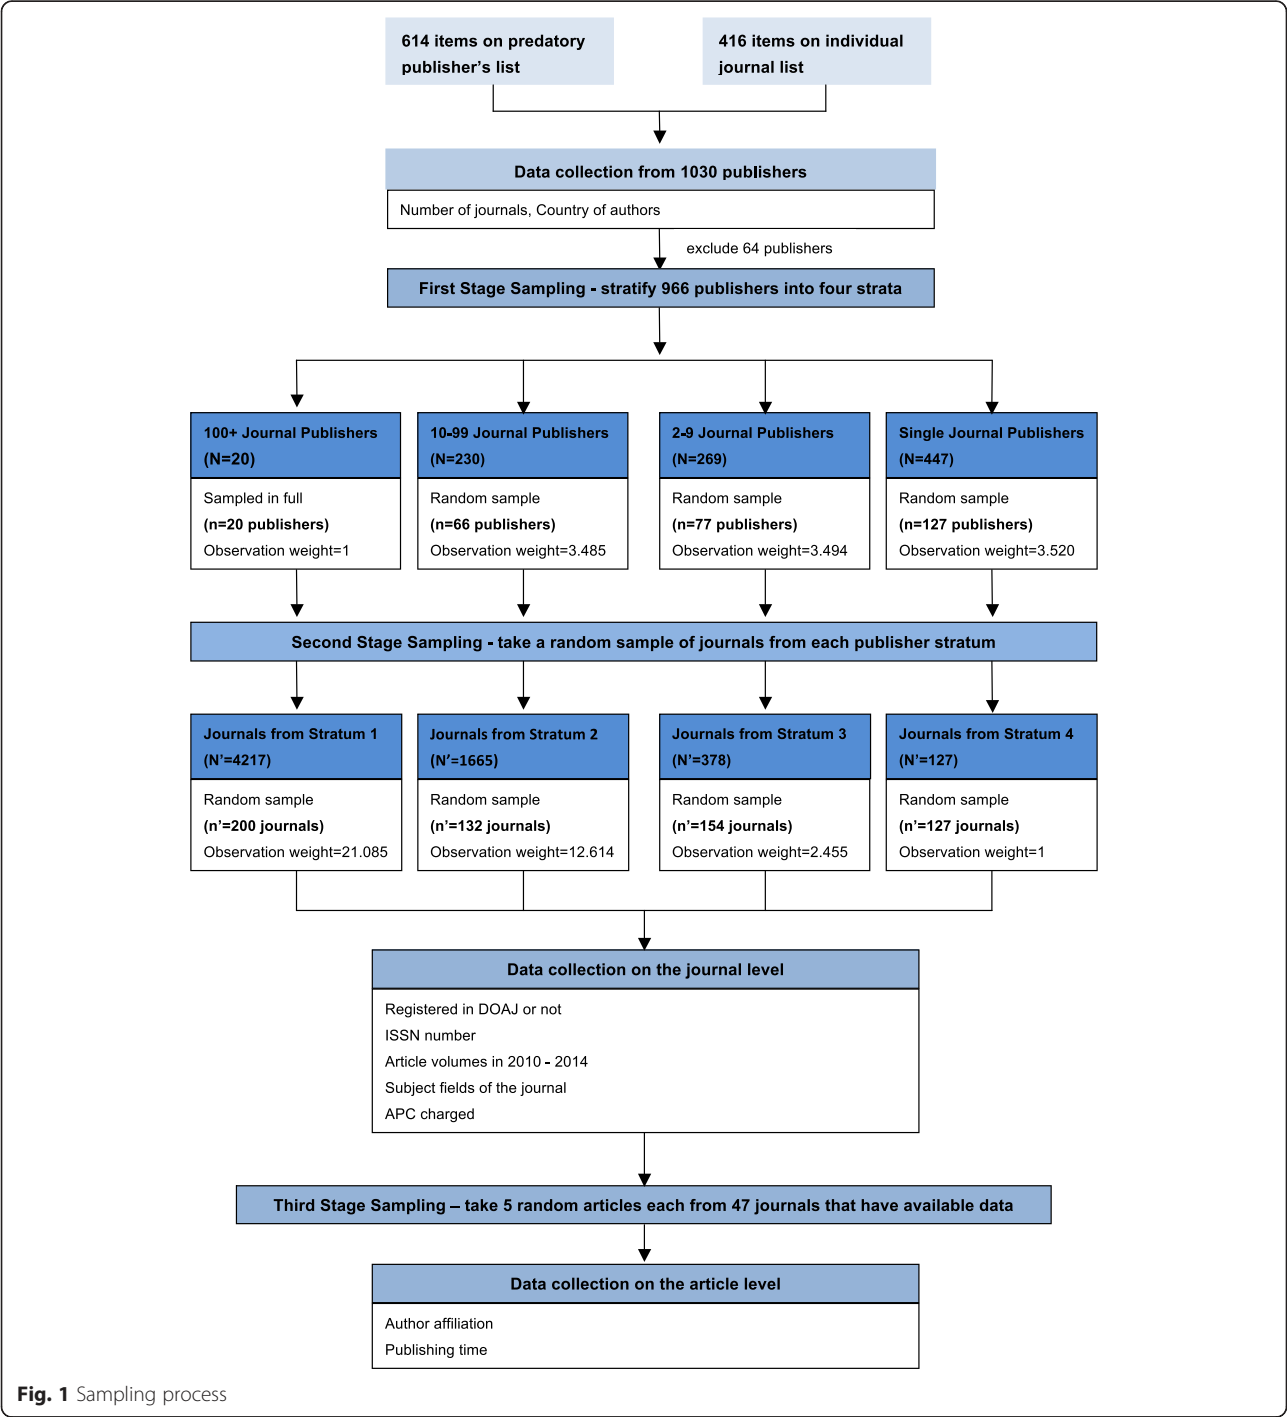 614 items on predatory
publisher's list
416 items on individual
journal list
Data collection from 1030 publishers
Number of journals, Country of authors
exclude 64 publishers
First Stage Sampling - stratify 966 publishers into four strata
100+ Journal Publishers
(N=20)
Sampled in full
(n=20 publishers)
Observation weight=1
10-99 Journal Publishers
(N=230)
Random sample
(n=66 publishers)
Observation weight=3.485
2-9 Journal Publishers
(N=269)
Random sample
(n=77 publishers)
Observation weight=3.494
Single Journal Publishers
(N=447)
Random sample
(n=127 publishers)
Observation weight=3.520
Second Stage Sampling - take a random sample of journals from each publisher stratum
Journals from Stratum 1
(N'=4217)
Random sample
(n'=200 journals)
Observation weight=21.085
Journals from Stratum 2
(N'=1665)
Random sample
(n'=132 journals)
Observation weight=12.614
Journals from Stratum 3
(N'=378)
Random sample
(n'=154 journals)
Observation weight=2.455
Journals from Stratum 4
(N'=127)
Random sample
(n'=127 journals)
Observation weight=1
Data collection on the journal level
Registered in DOAJ or not
ISSN number
Article volumes in 2010 - 2014
Subject fields of the journal
APC charged
Third Stage Sampling – take 5 random articles each from 47 journals that have available data
Data collection on the article level
Author affiliation
Publishing time
Fig. 1 Sampling process